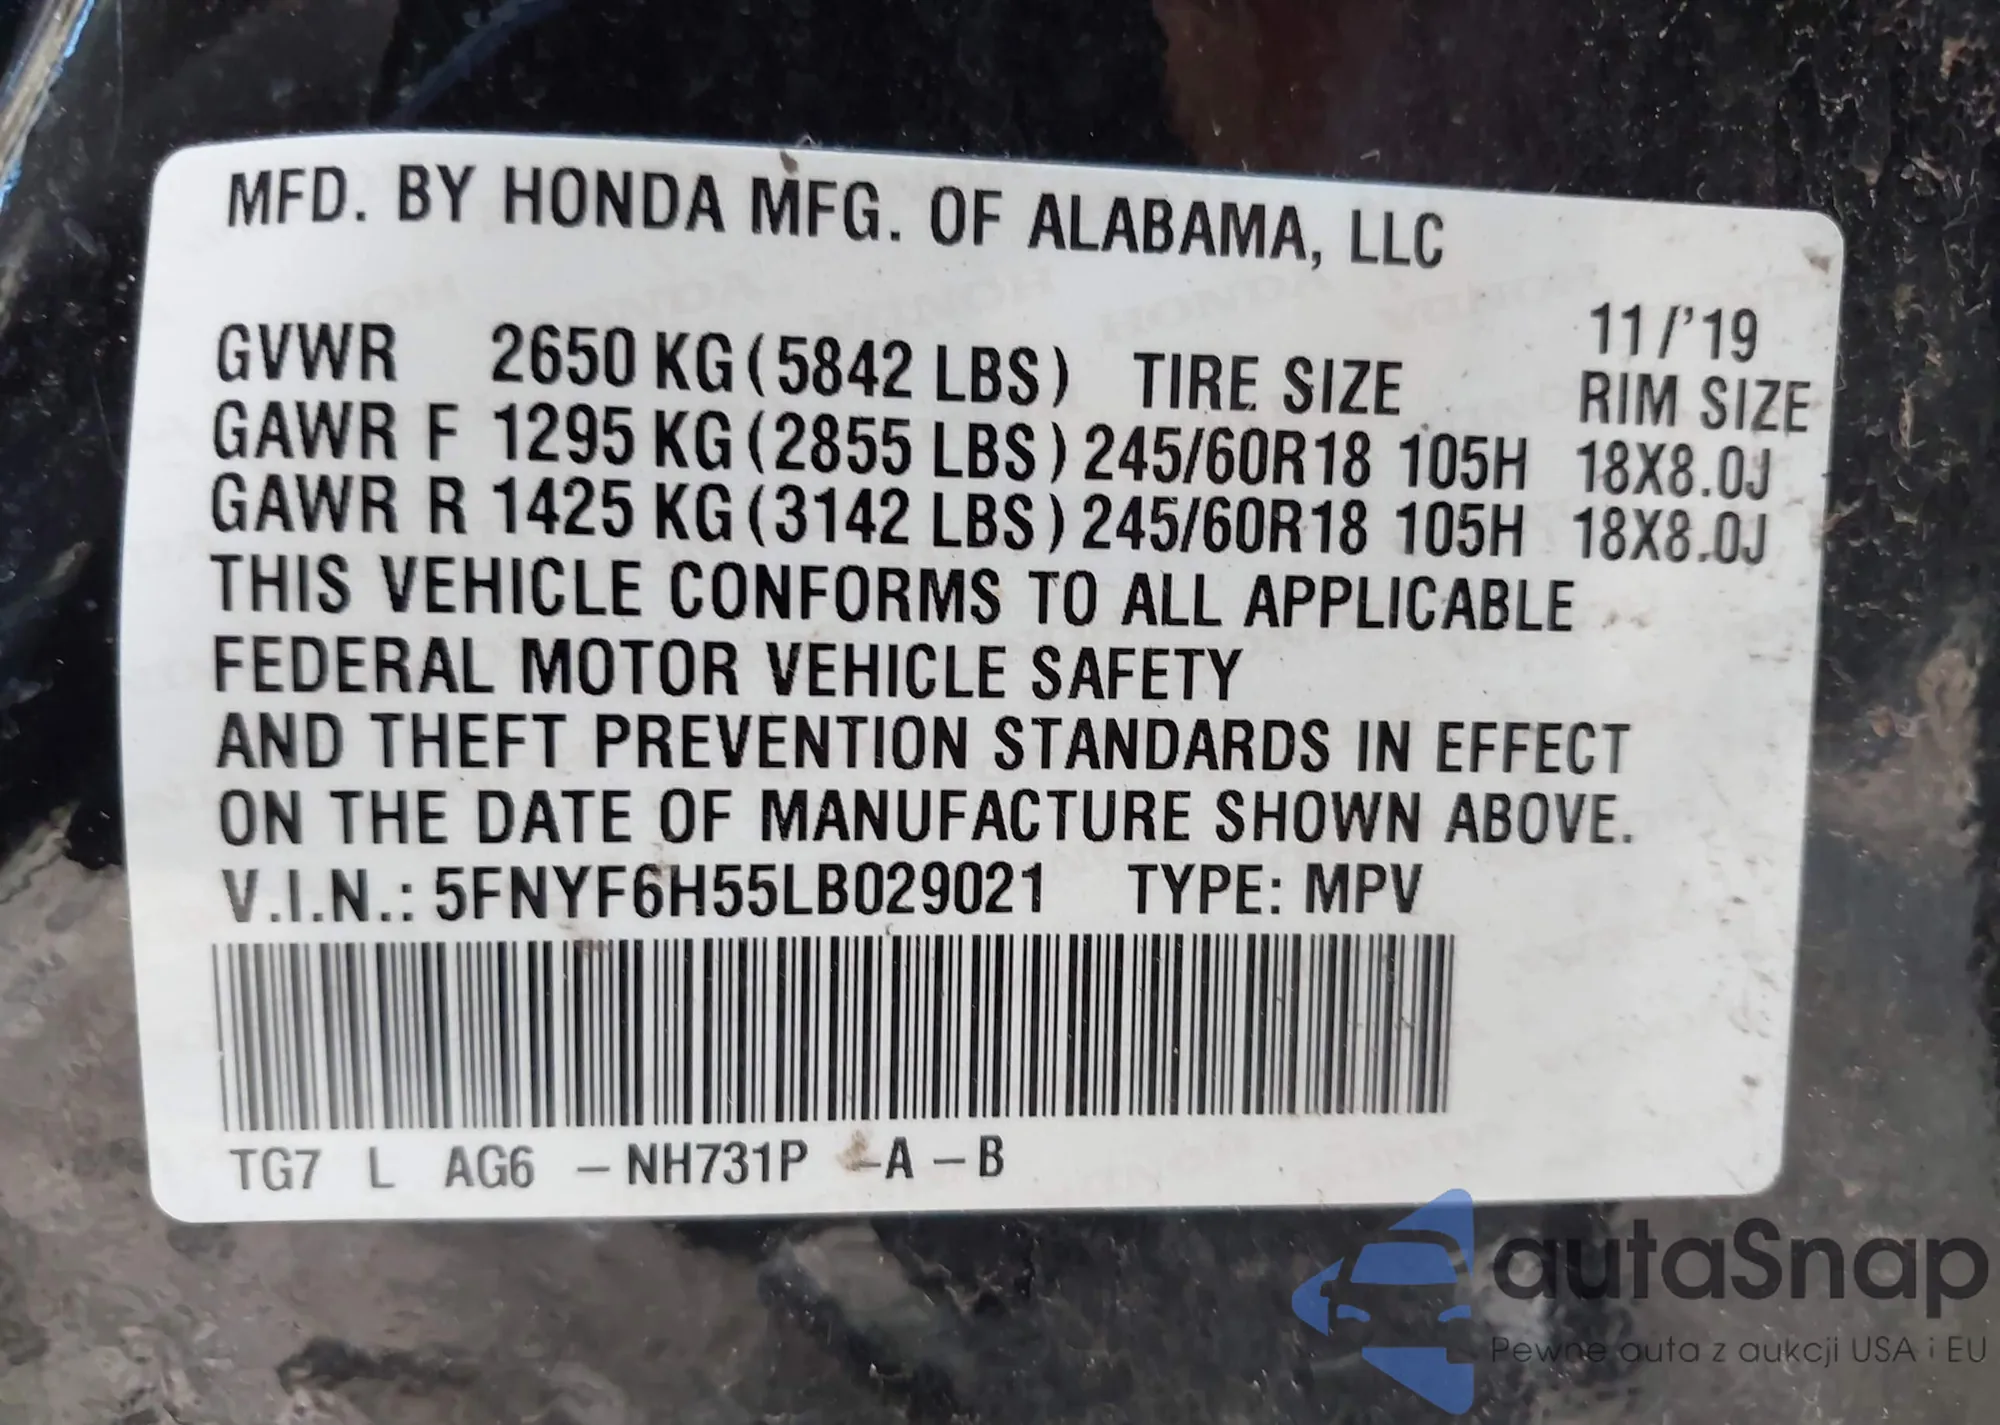 MFD. BY HONDA MFG. OF ALABAMA, LLC
11/'19
GVWR 2650 KG (5842 LBS) TIRE SIZE RIM SIZE
GAWR F 1295 KG (2855 LBS) 245/60R18 105H 18X8.0J
GAWR R 1425 KG (3142 LBS) 245/60R18 105H 18X8.0J
THIS VEHICLE CONFORMS TO ALL APPLICABLE
FEDERAL MOTOR VEHICLE SAFETY
AND THEFT PREVENTION STANDARDS IN EFFECT
ON THE DATE OF MANUFACTURE SHOWN ABOVE.
V.I.N.: 5FNYF6H55LB029021 TYPE: MPV
TG7 L AG6 – NH731P –A – B
autaSnap
Pewne auta z aukcji USA i EU